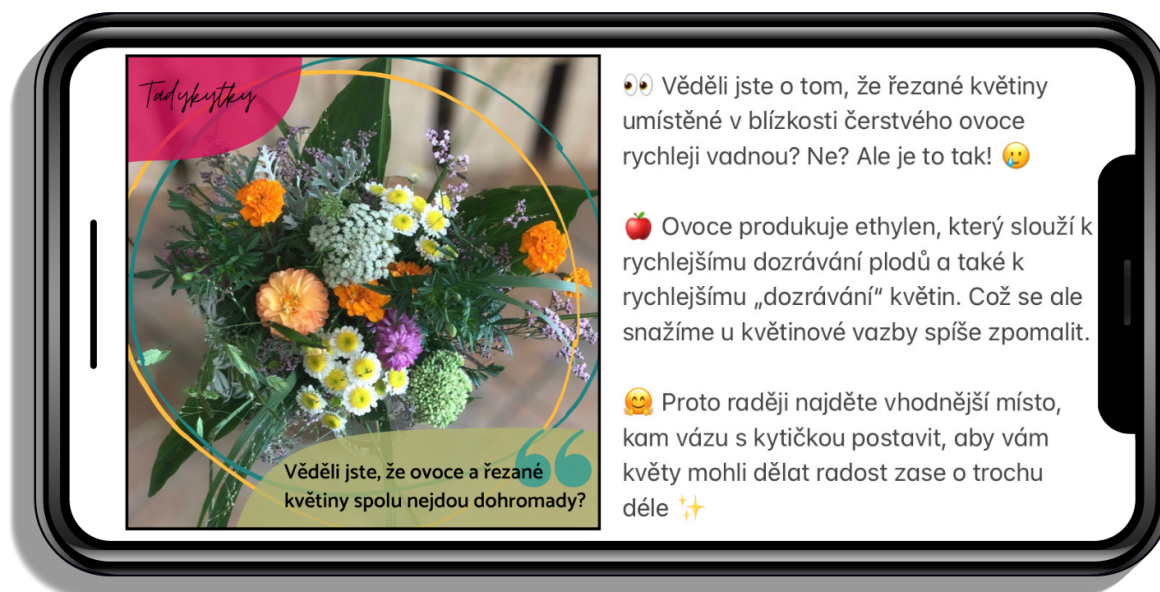 Tadykytky
Věděli jste, že ovoce a řezané
květiny spolu nejdou dohromady?
👀 Věděli jste o tom, že řezané květiny
umístěné v blízkosti čerstvého ovoce
rychleji vadnou? Ne? Ale je to tak! 🥲
🍎 Ovoce produkuje ethylen, který slouží k
rychlejšímu dozrávání plodů a také k
rychlejšímu „dozrávání“ květin. Což se ale
snažíme u květinové vazby spíše zpomalit.
🤗 Proto raději najděte vhodnější místo,
kam vázu s kytičkou postavit, aby vám
květy mohli dělat radost zase o trochu
déle ✨